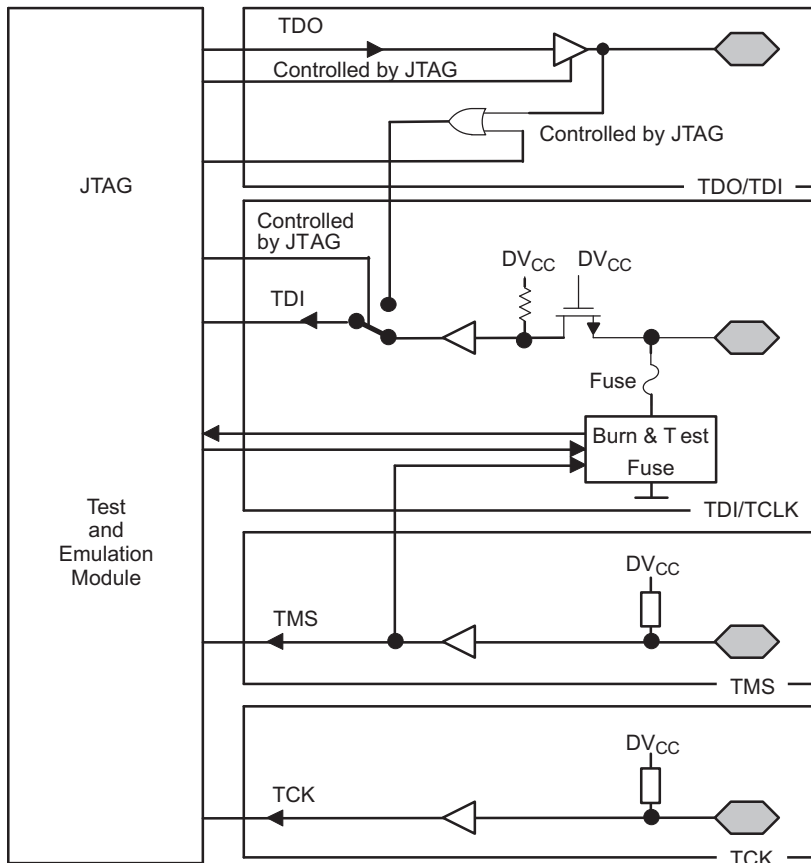 TDO
Controlled by JTAG
Controlled by JTAG
JTAG
TDO/TDI
Controlled
by JTAG
DVCC
DVCC
TDI
Fuse
Burn & T est
Fuse
TDI/TCLK
Test
and
Emulation
Module
DVCC
TMS
TMS
DVCC
TCK
TCK